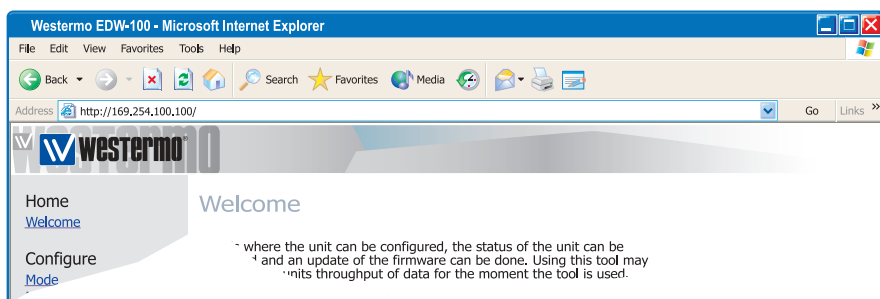 Westermo EDW-100 - Microsoft Internet Explorer
File Edit View Favorites Tools Help
Back Search Favorites Media
Address http://169.254.100.100/ Go Links »
westermo®
Home
Welcome
Welcome
where the unit can be configured, the status of the unit can be
and an update of the firmware can be done. Using this tool may
units throughput of data for the moment the tool is used.
Configure
Mode